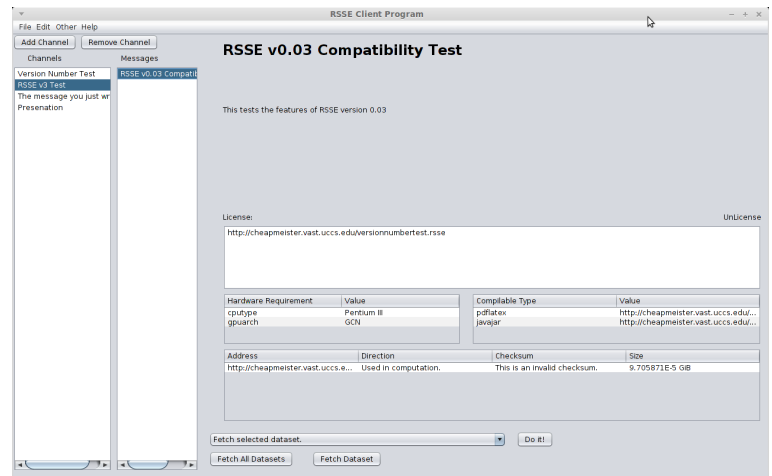 RSSE Client Program
File Edit Other Help
Add Channel Remove Channel
Channels Messages
Version Number Test
RSSE v3 Test
The message you just wr
Presenation
RSSE v0.03 Compatib
RSSE v0.03 Compatibility Test
This tests the features of RSSE version 0.03
License: UnLicense
http://cheapmeister.vast.uccs.edu/versionnumbertest.rsse
Hardware Requirement Value
cputype Pentium III
gpuarch GCN
Compilable Type Value
pdflatex http://cheapmeister.vast.uccs.edu/...
javajar http://cheapmeister.vast.uccs.edu/...
Address Direction Checksum Size
http://cheapmeister.vast.uccs.e... Used in computation. This is an invalid checksum. 9.705871E-5 GiB
Fetch selected dataset. Do it!
Fetch All Datasets Fetch Dataset